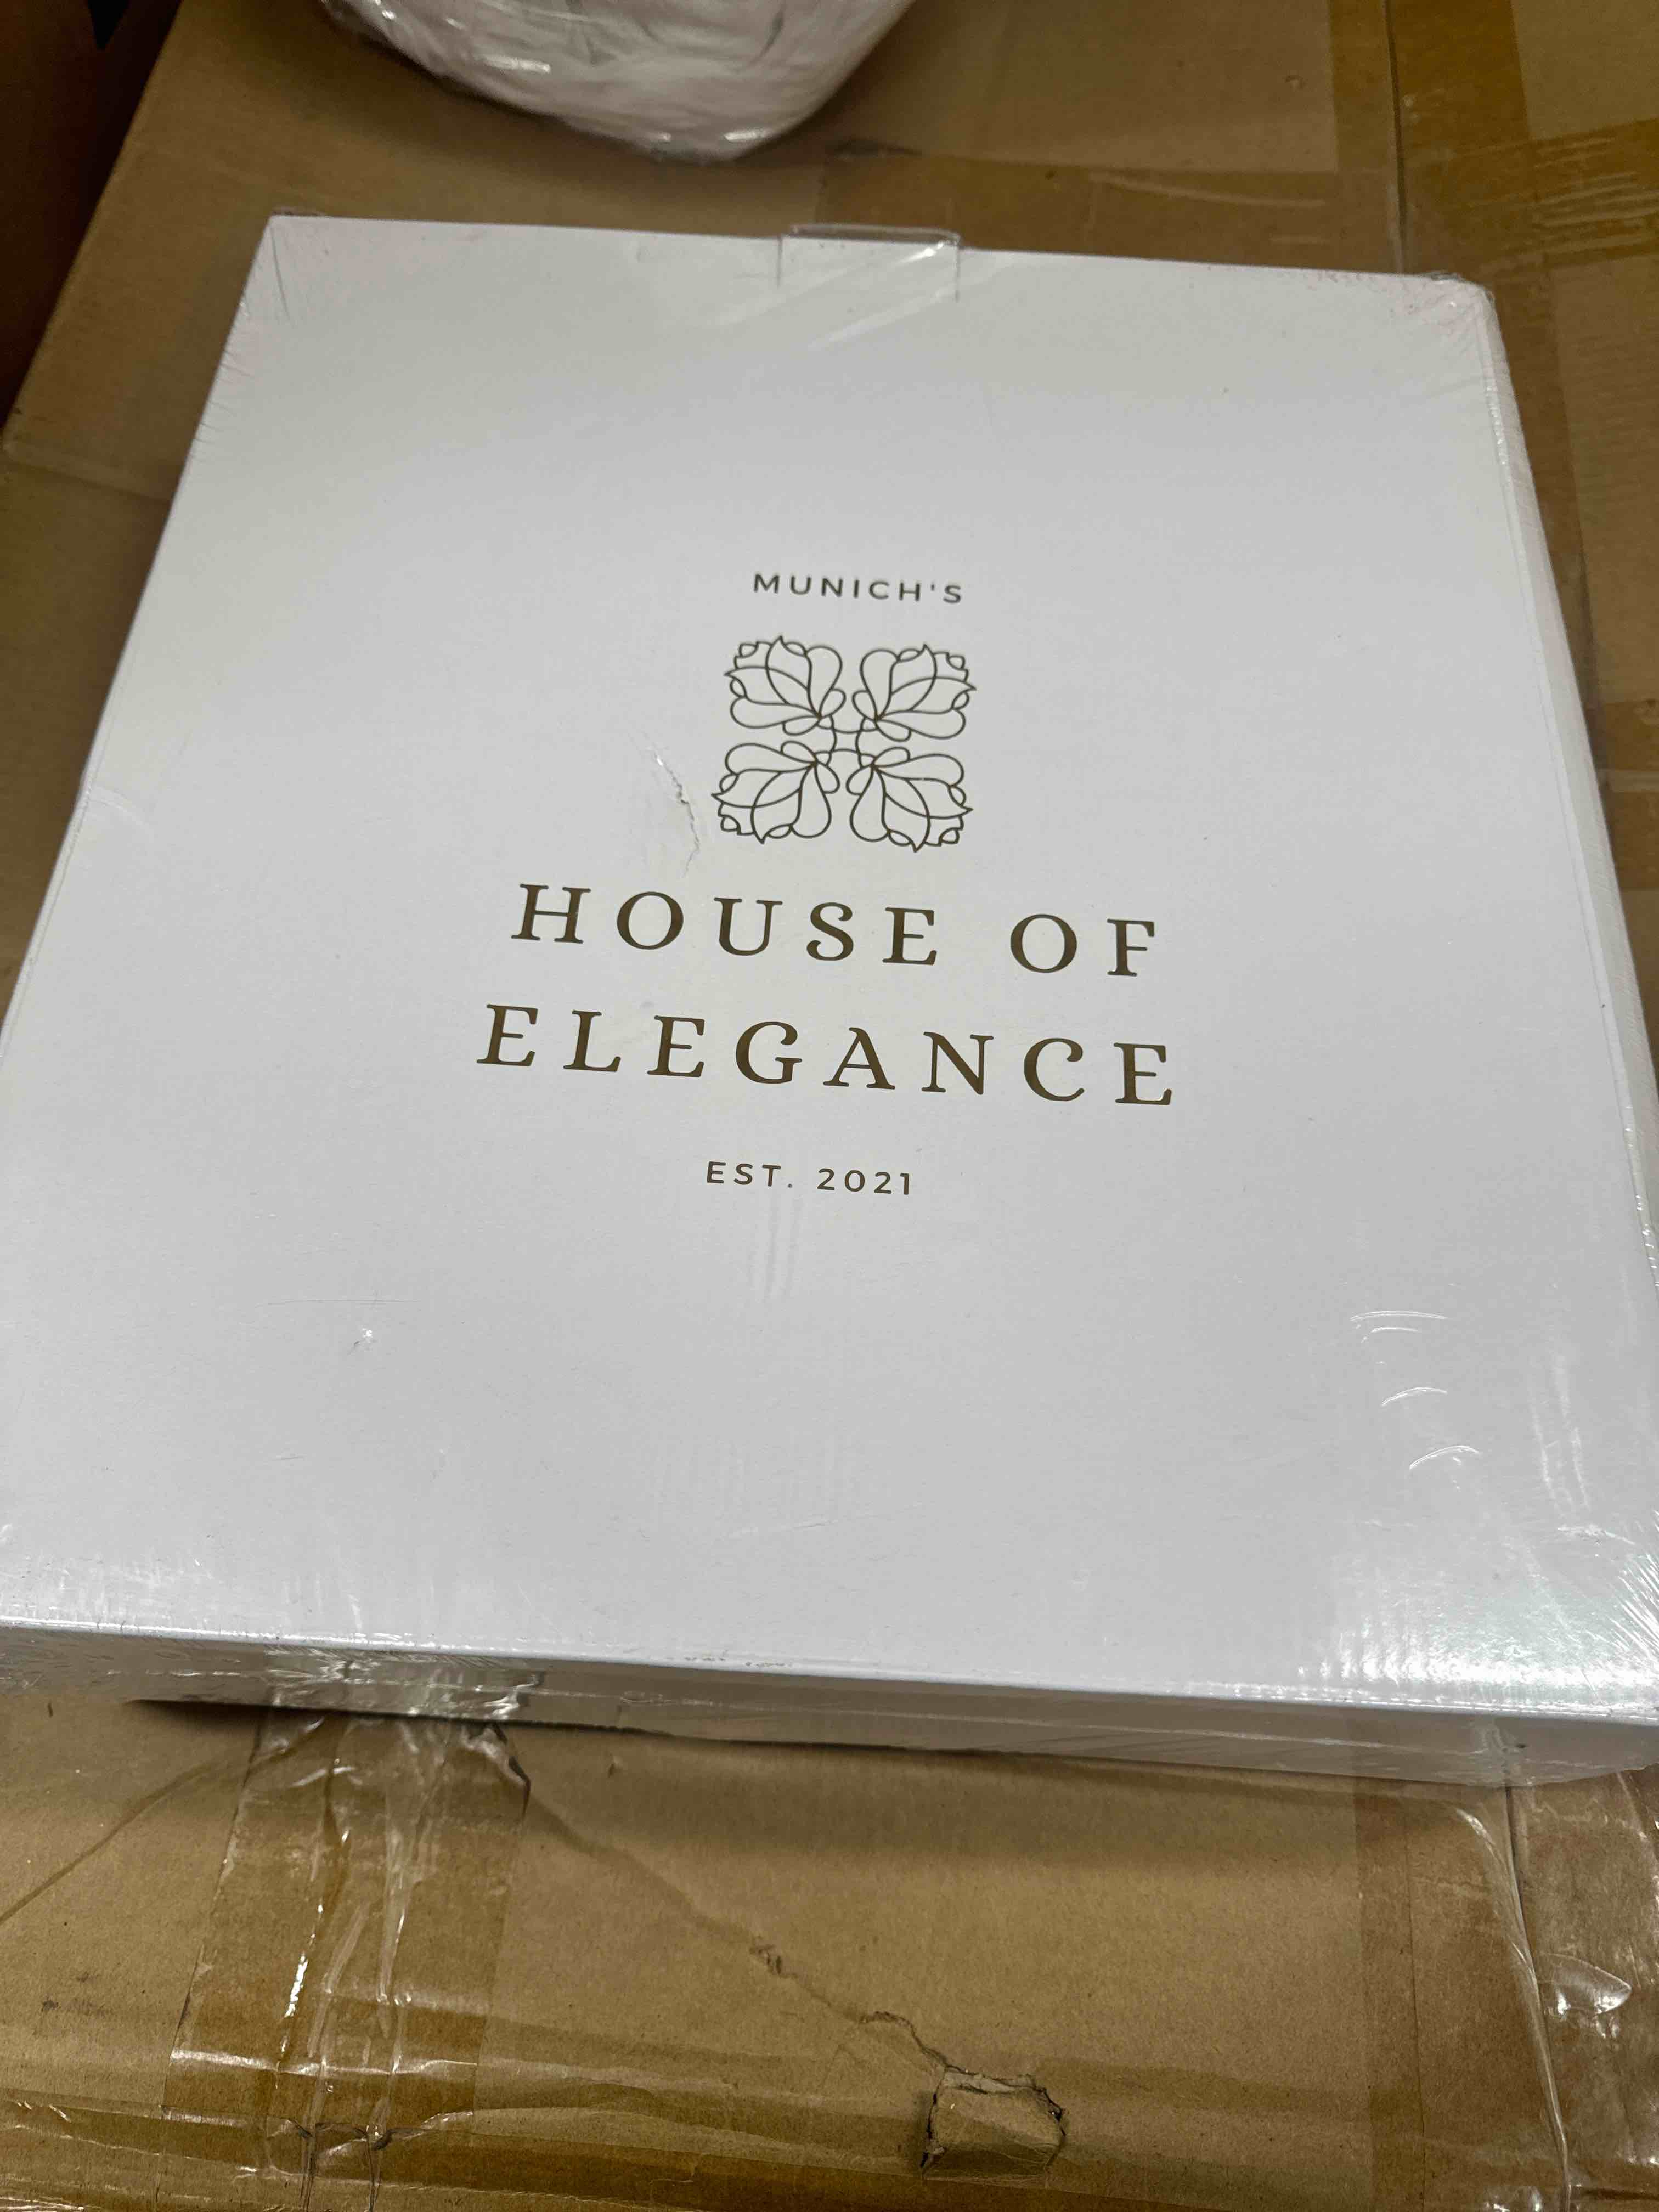 MUNICH'S
HOUSE OF
ELEGANCE
EST. 2021